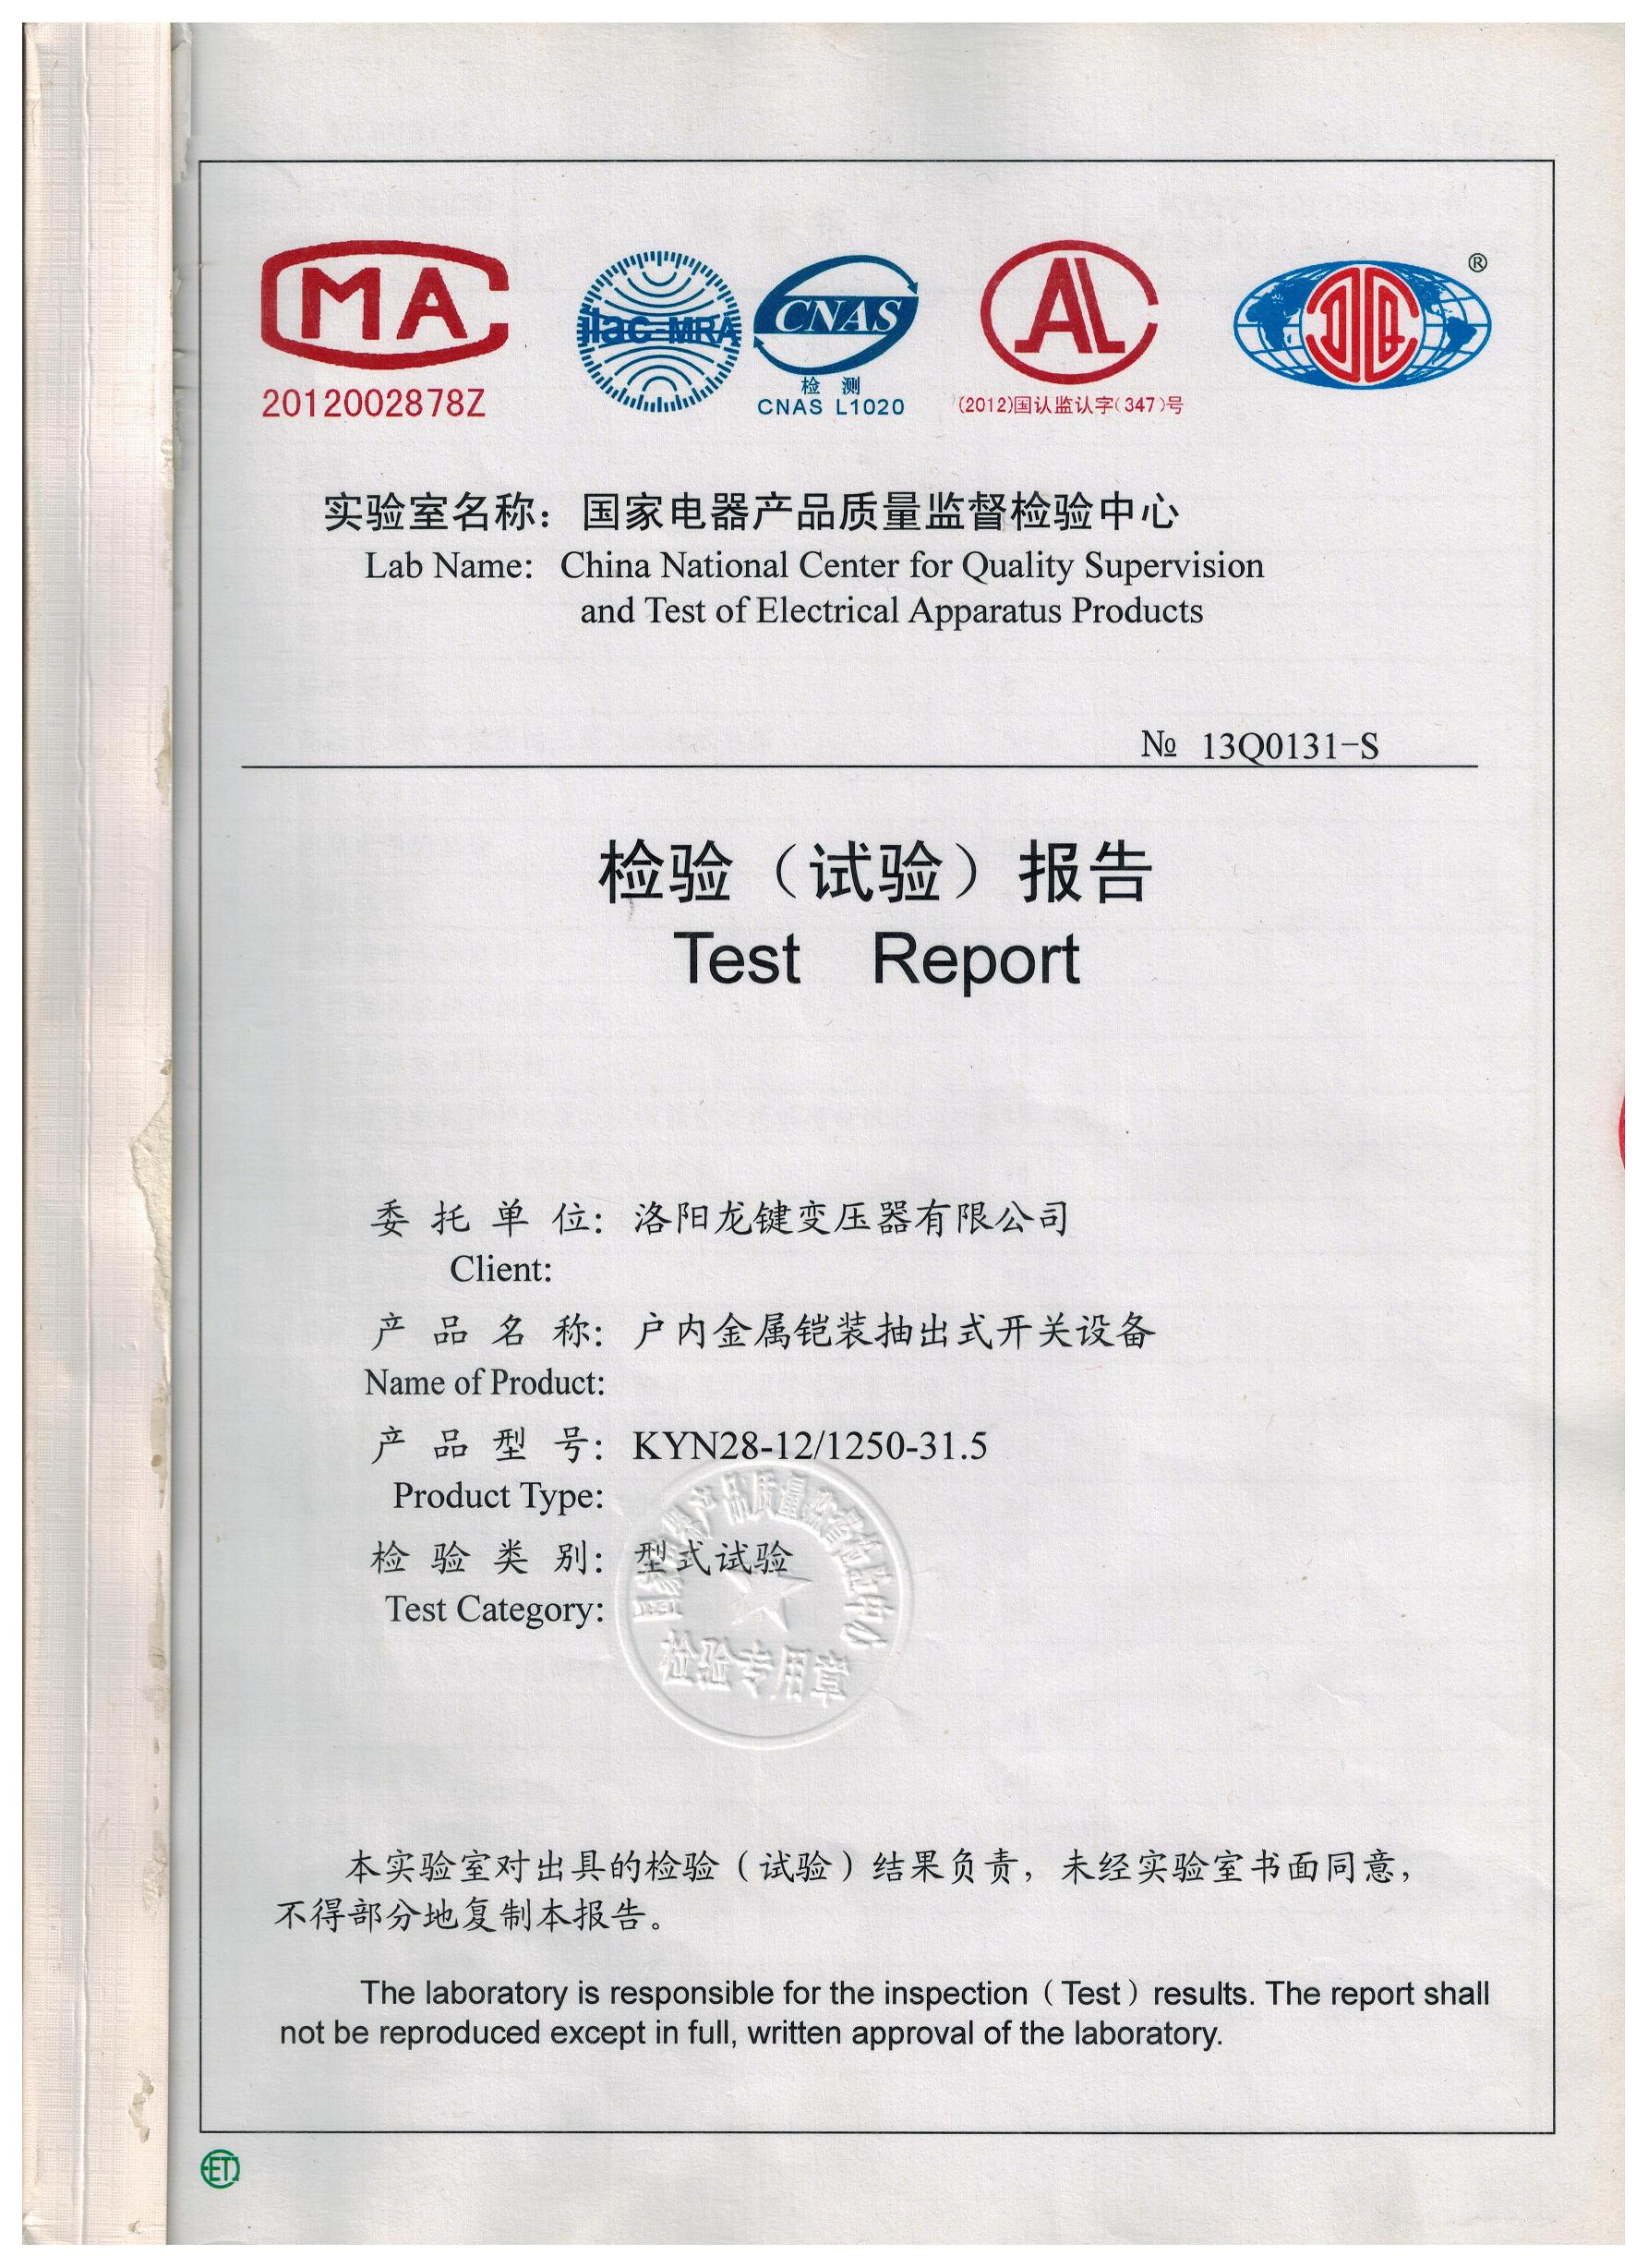 MA
2012002878Z
ilac-MRA
CNAS
检 测
CNAS L1020
AL
(2012)国认监认字(347)号
®
实验室名称： 国家电器产品质量监督检验中心
Lab Name: China National Center for Quality Supervision
and Test of Electrical Apparatus Products
№ 13Q0131-S
检验（试验）报告
Test Report
委 托 单 位: 洛阳龙键变压器有限公司
Client:
产 品 名 称: 户内金属铠装抽出式开关设备
Name of Product:
产 品 型 号: KYN28-12/1250-31.5
Product Type:
检 验 类 别: 型式试验
Test Category:
检验专用章
本实验室对出具的检验（试验）结果负责，未经实验室书面同意，
不得部分地复制本报告。
The laboratory is responsible for the inspection（Test）results. The report shall
not be reproduced except in full, written approval of the laboratory.